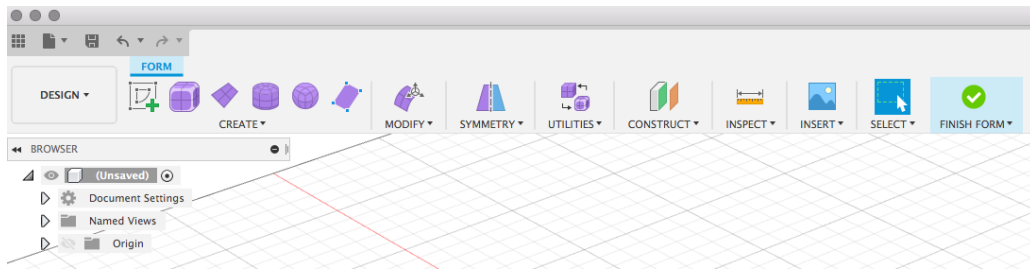 FORM
DESIGN
CREATE MODIFY SYMMETRY UTILITIES CONSTRUCT INSPECT INSERT SELECT FINISH FORM
BROWSER
(Unsaved)
Document Settings
Named Views
Origin